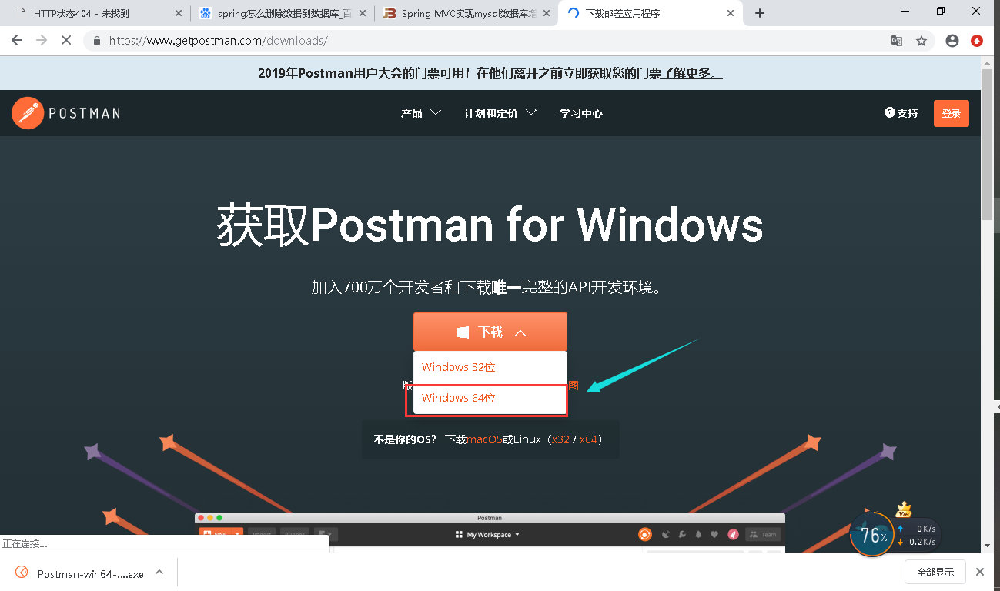 HTTP状态404 - 未找到
spring怎么删除数据到数据库_百
Spring MVC实现mysql数据库增
下载邮差应用程序
https://www.getpostman.com/downloads/
2019年Postman用户大会的门票可用！在他们离开之前立即获取您的门票了解更多。
POSTMAN
产品
计划和定价
学习中心
支持
登录
获取Postman for Windows
加入700万个开发者和下载唯一完整的API开发环境。
下载
Windows 32位
版
图
Windows 64位
不是你的OS? 下载macOS或Linux（x32 / x64）
Postman
New
Import
Runner
My Workspace
Team
VIP
76%
0K/s
0.2K/s
正在连接...
Postman-win64-....exe
全部显示